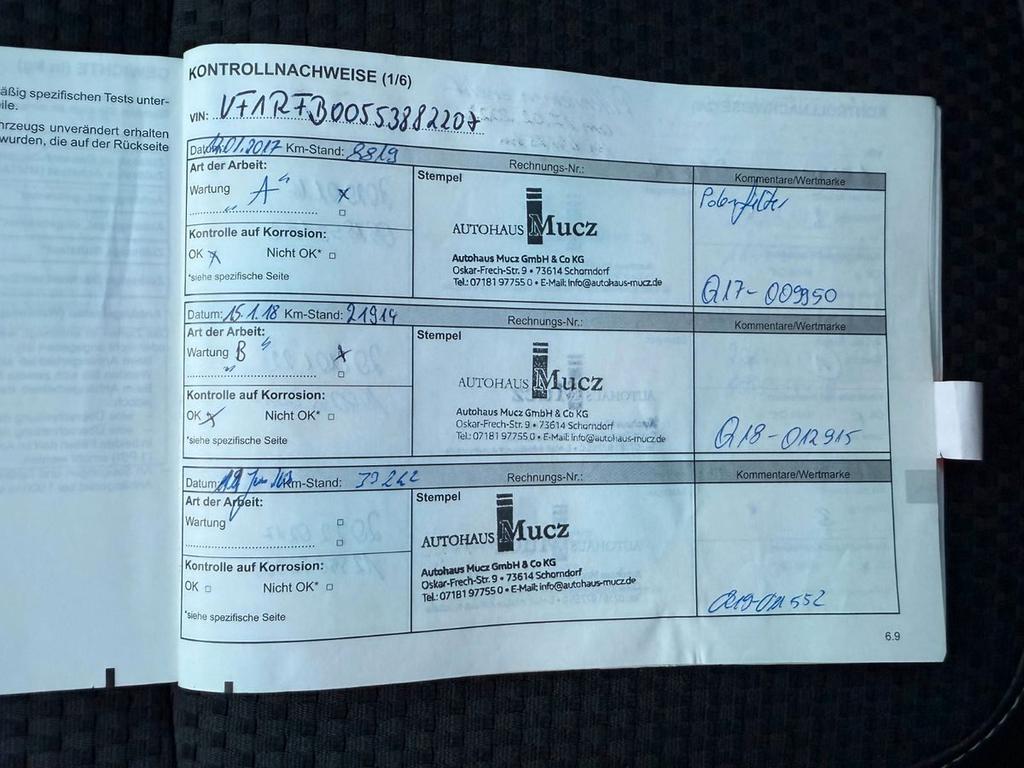 äßig spezifischen Tests unter-
ile.
hrzeugs unverändert erhalten
wurden, die auf der Rückseite
KONTROLLNACHWEISE (1/6)
VIN: VF1RFB00553882207
.01.2017 Km-Stand: 8819 Rechnungs-Nr.: Kommentare/Wertmarke
Art der Arbeit:
Wartung A" x
"
Kontrolle auf Korrosion:
OK x Nicht OK*
*siehe spezifische Seite
Stempel
AUTOHAUS Mucz
Autohaus Mucz GmbH & Co KG
Oskar-Frech-Str. 9 • 73614 Schorndorf
Tel.: 07181 97755 0 • E-Mail: info@autohaus-mucz.de
Pollenfilter
Q17-009950
Datum: 15.1.18 Km-Stand: 21914 Rechnungs-Nr.: Kommentare/Wertmarke
Art der Arbeit:
Wartung B " x
"
Kontrolle auf Korrosion:
OK x Nicht OK*
*siehe spezifische Seite
Stempel
AUTOHAUS Mucz
Autohaus Mucz GmbH & Co KG
Oskar-Frech-Str. 9 • 73614 Schorndorf
Tel.: 07181 97755 0 • E-Mail: info@autohaus-mucz.de
Q18-012915
Datum: Km-Stand: Rechnungs-Nr.: Kommentare/Wertmarke
Art der Arbeit:
Wartung
Kontrolle auf Korrosion:
OK Nicht OK*
*siehe spezifische Seite
Stempel
AUTOHAUS Mucz
Autohaus Mucz GmbH & Co KG
Oskar-Frech-Str. 9 • 73614 Schorndorf
Tel.: 07181 97755 0 • E-Mail: info@autohaus-mucz.de
6.9